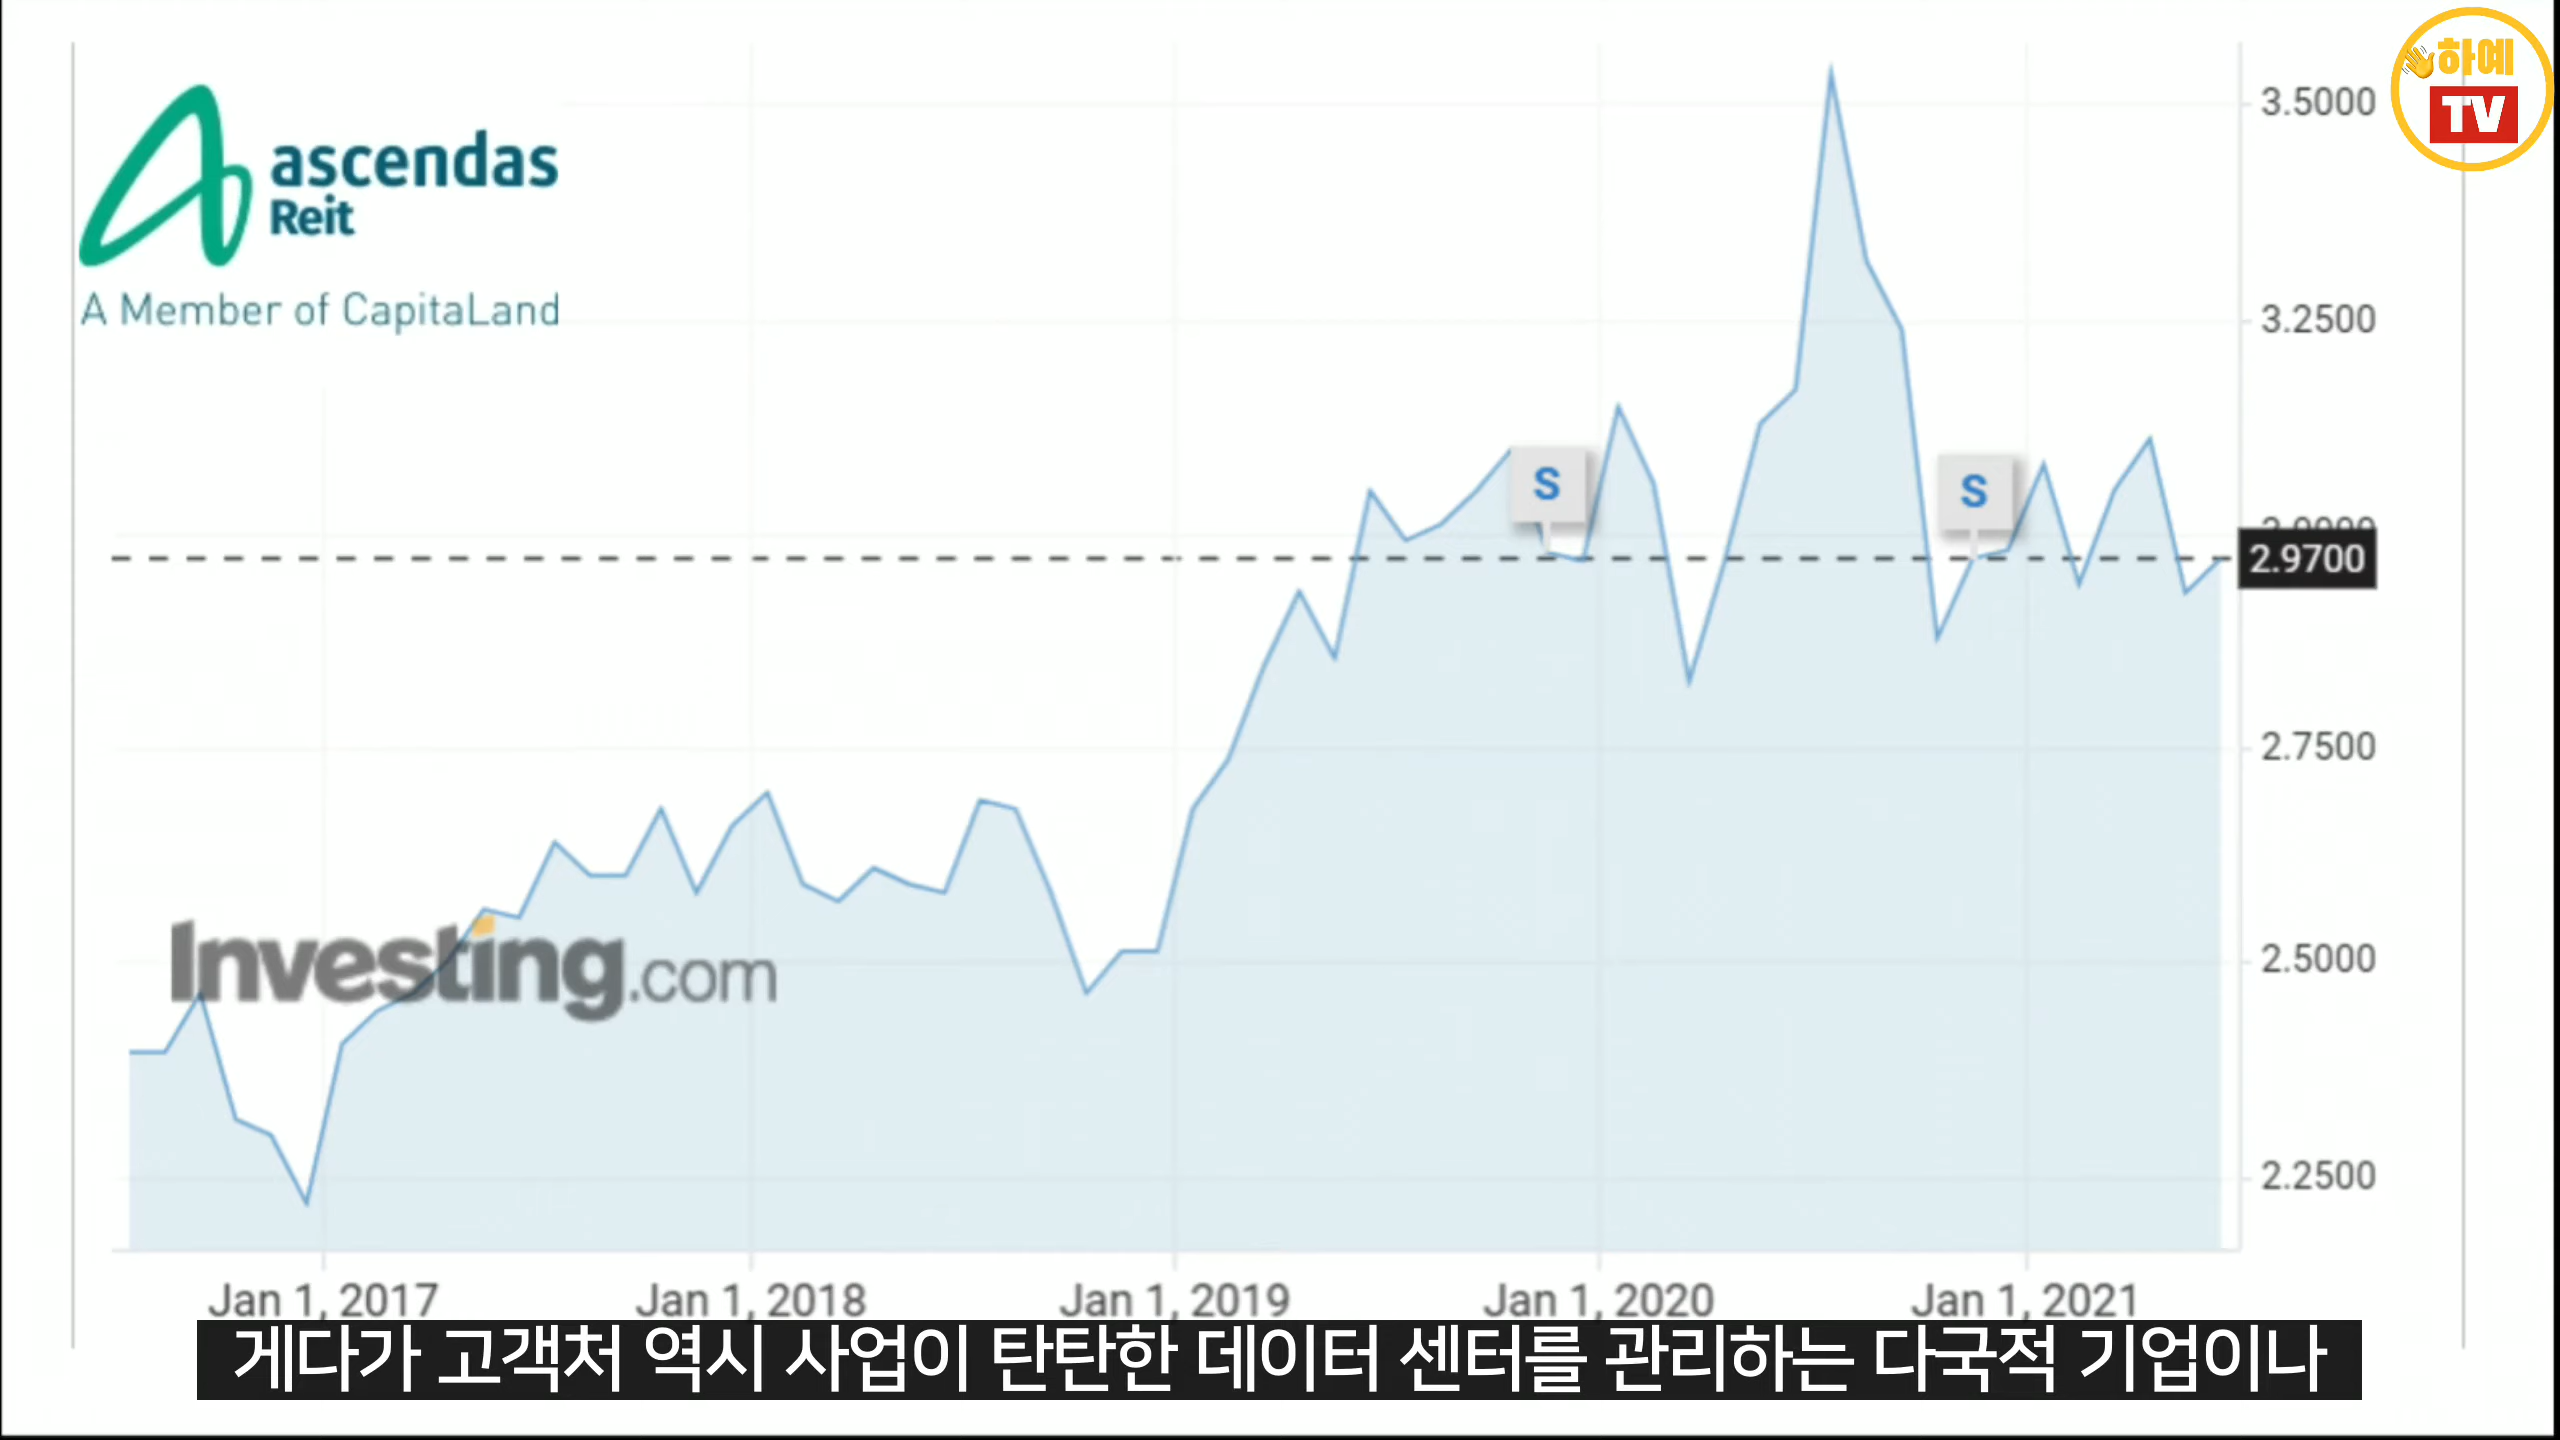 하예
TV
ascendas
Reit
A Member of CapitaLand
3.5000
3.2500
S
S
3.0000
2.9700
2.7500
2.5000
Investing.com
2.2500
Jan 1, 2017
Jan 1, 2018
Jan 1, 2019
Jan 1, 2020
Jan 1, 2021
게다가 고객처 역시 사업이 탄탄한 데이터 센터를 관리하는 다국적 기업이나